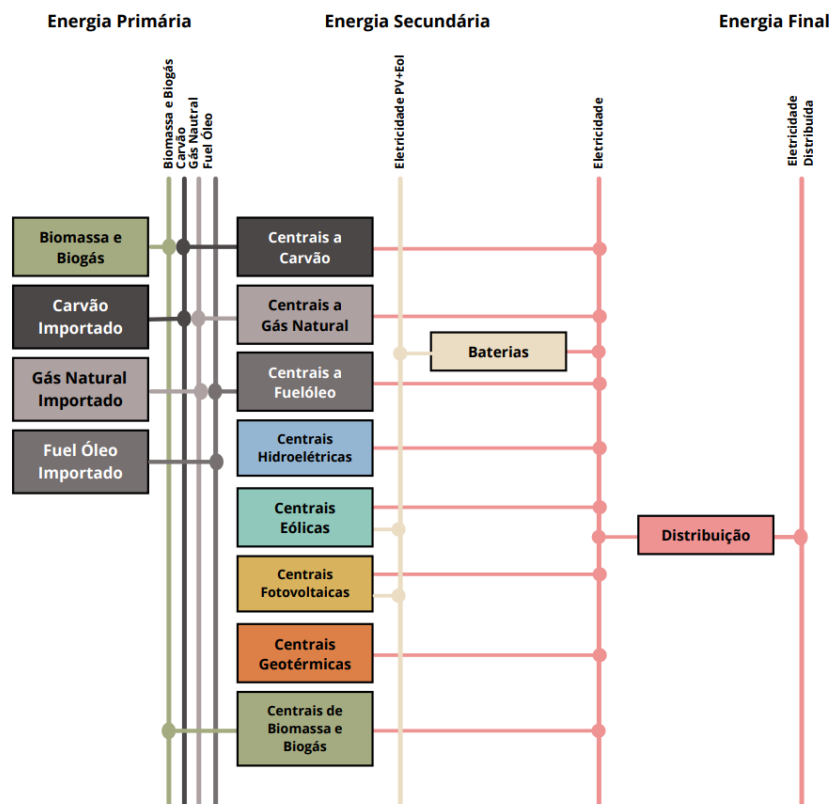 Energia Primária
Energia Secundária
Energia Final
Biomassa e Biogás
Carvão
Gás Nautral
Fuel Óleo
Eletricidade PV+Eol
Eletricidade
Eletricidade
Distribuída
Biomassa e
Biogás
Carvão
Importado
Gás Natural
Importado
Fuel Óleo
Importado
Centrais a
Carvão
Centrais a
Gás Natural
Centrais a
Fuelóleo
Centrais
Hidroelétricas
Centrais
Eólicas
Centrais
Fotovoltaicas
Centrais
Geotérmicas
Centrais de
Biomassa e
Biogás
Baterias
Distribuição